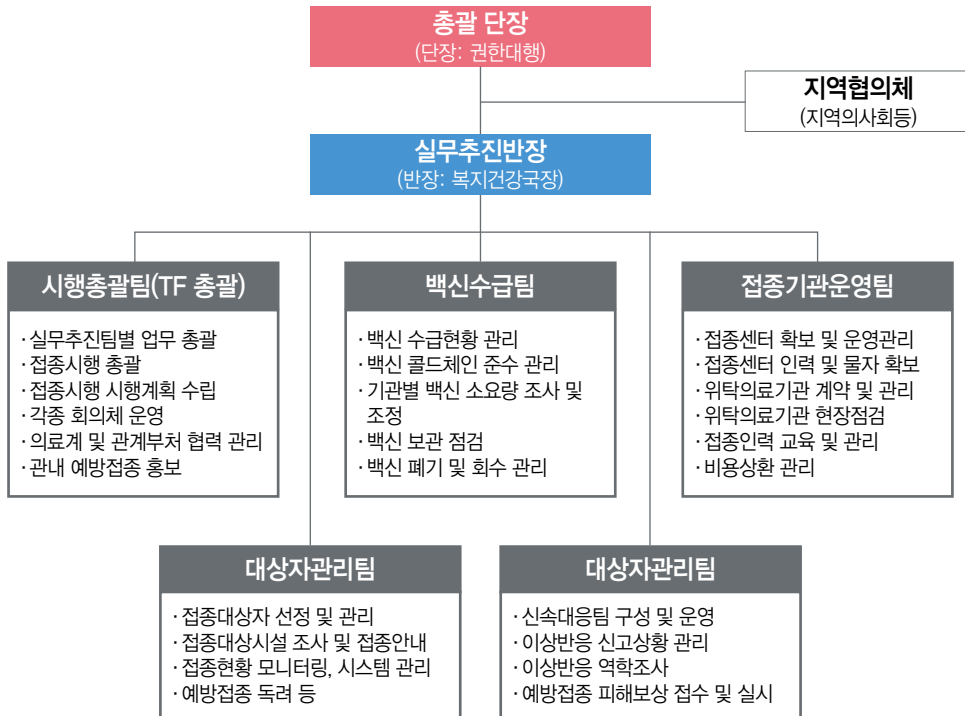 총괄 단장
(단장: 권한대행)
지역협의체
(지역의사회등)
실무추진반장
(반장: 복지건강국장)
시행총괄팀(TF 총괄)
· 실무추진팀별 업무 총괄
· 접종시행 총괄
· 접종시행 시행계획 수립
· 각종 회의체 운영
· 의료계 및 관계부처 협력 관리
· 관내 예방접종 홍보
백신수급팀
· 백신 수급현황 관리
· 백신 콜드체인 준수 관리
· 기관별 백신 소요량 조사 및
조정
· 백신 보관 점검
· 백신 폐기 및 회수 관리
접종기관운영팀
· 접종센터 확보 및 운영관리
· 접종센터 인력 및 물자 확보
· 위탁의료기관 계약 및 관리
· 위탁의료기관 현장점검
· 접종인력 교육 및 관리
· 비용상환 관리
대상자관리팀
· 접종대상자 선정 및 관리
· 접종대상시설 조사 및 접종안내
· 접종현황 모니터링, 시스템 관리
· 예방접종 독려 등
대상자관리팀
· 신속대응팀 구성 및 운영
· 이상반응 신고상황 관리
· 이상반응 역학조사
· 예방접종 피해보상 접수 및 실시